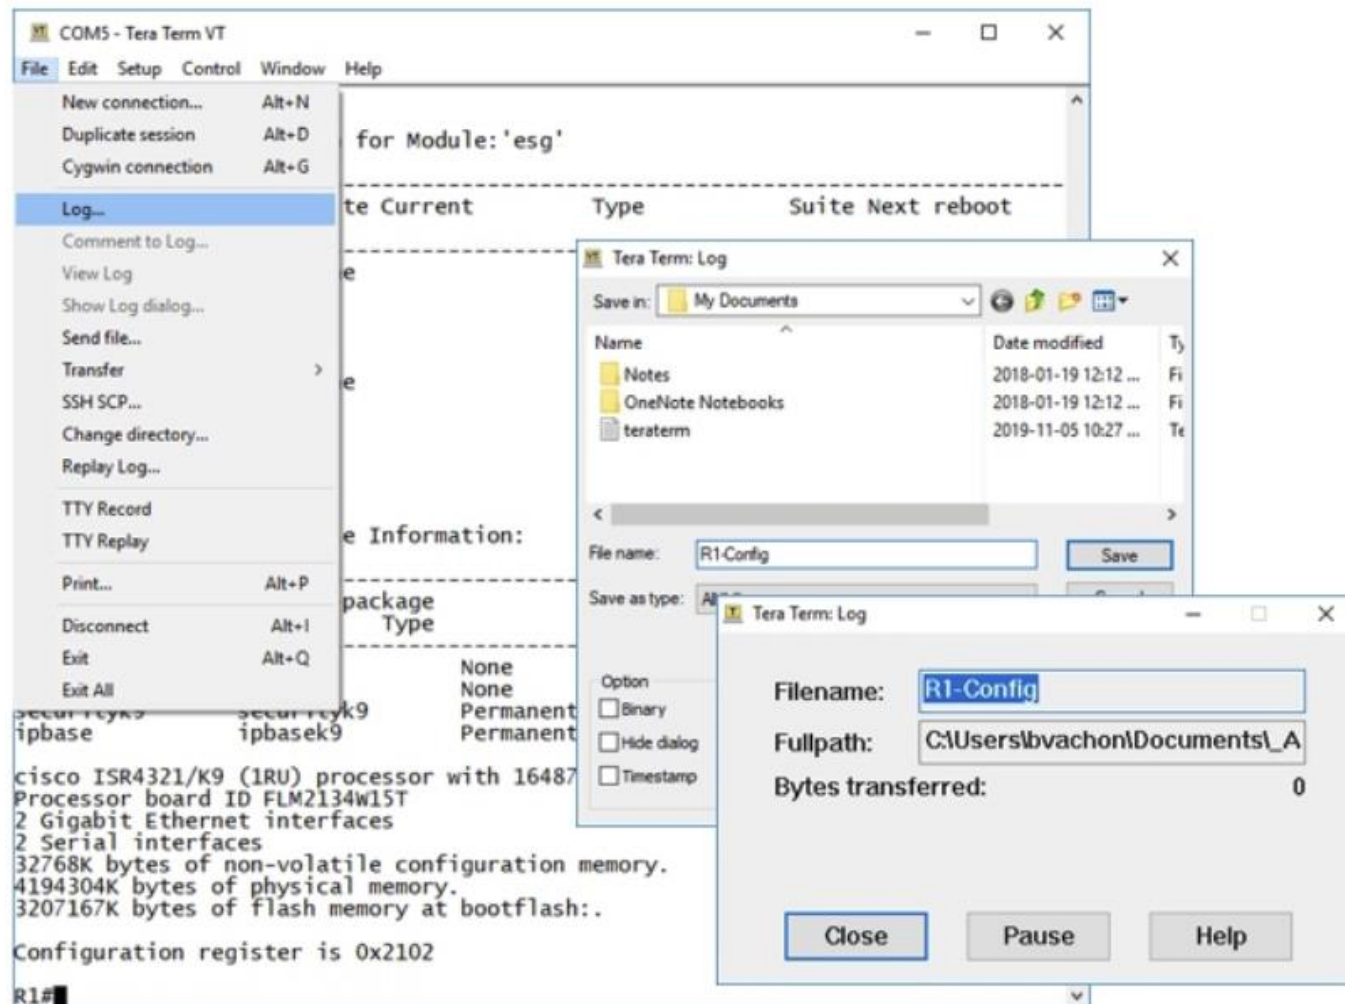 COM5 - Tera Term VT
File Edit Setup Control Window Help
New connection... Alt+N
Duplicate session Alt+D
Cygwin connection Alt+G
Log...
Comment to Log...
View Log
Show Log dialog...
Send file...
Transfer
SSH SCP...
Change directory...
Replay Log...
TTY Record
TTY Replay
Print... Alt+P
Disconnect Alt+I
Exit Alt+Q
Exit All
for Module:'esg'
te Current Type Suite Next reboot
e
e
e Information:
package
Type
None
None
securityk9 securityk9 Permanent
ipbase ipbasek9 Permanent
cisco ISR4321/K9 (1RU) processor with 16487
Processor board ID FLM2134W15T
2 Gigabit Ethernet interfaces
2 Serial interfaces
32768K bytes of non-volatile configuration memory.
4194304K bytes of physical memory.
3207167K bytes of flash memory at bootflash:.
Configuration register is 0x2102
R1#
Tera Term: Log
Save in: My Documents
Name Date modified Ty
Notes 2018-01-19 12:12 ... Fi
OneNote Notebooks 2018-01-19 12:12 ... Fi
teraterm 2019-11-05 10:27 ... Te
File name: R1-Config Save
Save as type:
Option
Binary
Hide dialog
Timestamp
Tera Term: Log
Filename: R1-Config
Fullpath: C:\Users\bvachon\Documents\_A
Bytes transferred: 0
Close Pause Help